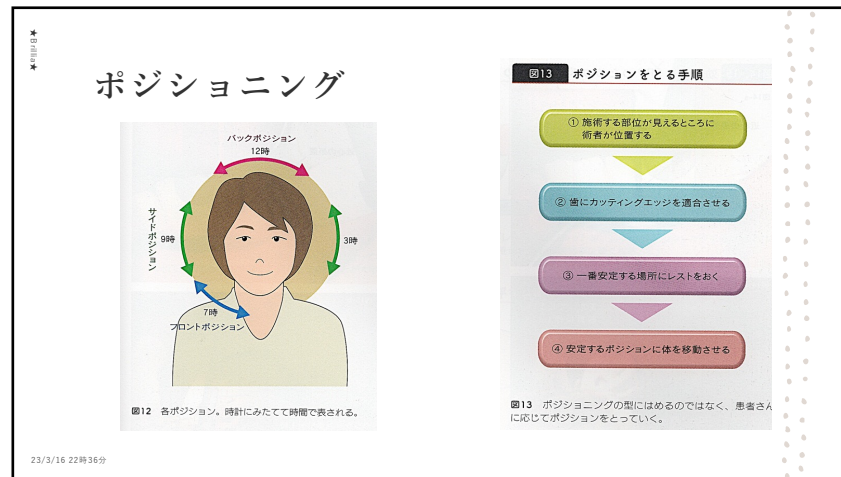 ★Brillia★
ポジショニング
バックポジション
12時
サイドポジション
9時
3時
7時
フロントポジション
図12 各ポジション。時計にみたてて時間で表される。
図13 ポジションをとる手順
① 施術する部位が見えるところに
術者が位置する
② 歯にカッティングエッジを適合させる
③ 一番安定する場所にレストをおく
④ 安定するポジションに体を移動させる
図13 ポジショニングの型にはめるのではなく、患者さん
に応じてポジションをとっていく。
23/3/16 22時36分